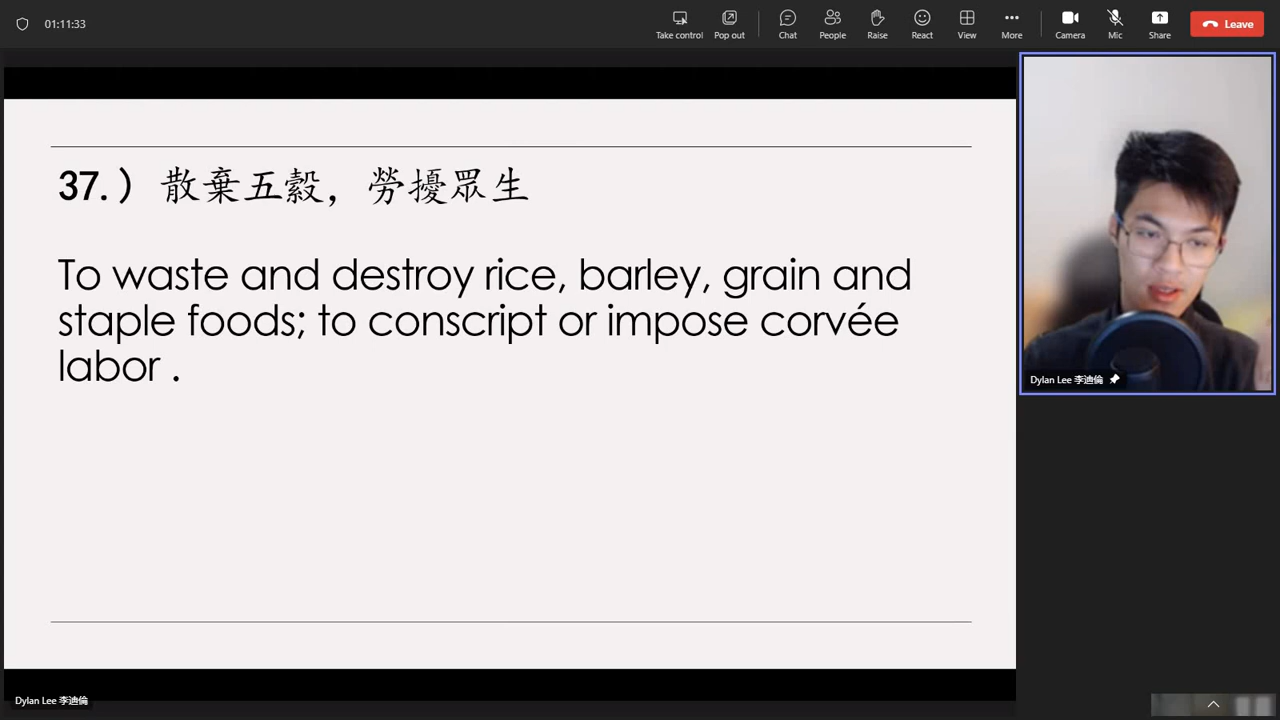 01:11:33
Take control
Pop out
Chat
People
Raise
React
View
More
Camera
Mic
Share
Leave
37.）散棄五穀，勞擾眾生
To waste and destroy rice, barley, grain and
staple foods; to conscript or impose corvée
labor .
Dylan Lee 李迪倫
Dylan Lee 李迪倫